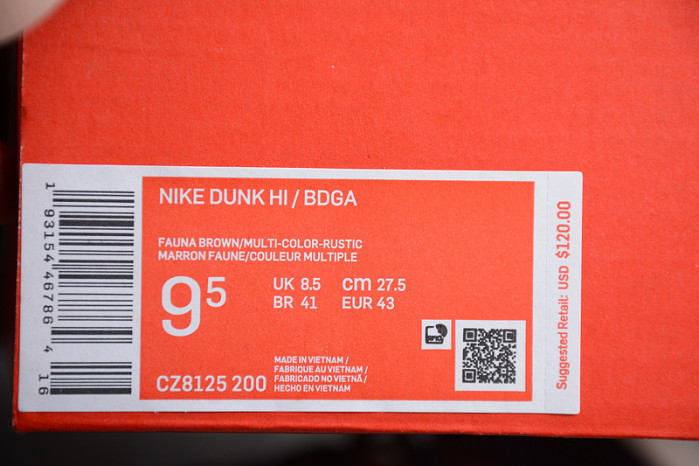 NIKE DUNK HI / BDGA
FAUNA BROWN/MULTI-COLOR-RUSTIC
MARRON FAUNE/COULEUR MULTIPLE
9⁵
UK 8.5 cm 27.5
BR 41 EUR 43
CZ8125 200
MADE IN VIETNAM /
FABRIQUE AU VIETNAM /
FABRICADO NO VIETNÃ /
HECHO EN VIETNAM
1 93154 46786 4 16
Suggested Retail: USD $120.00